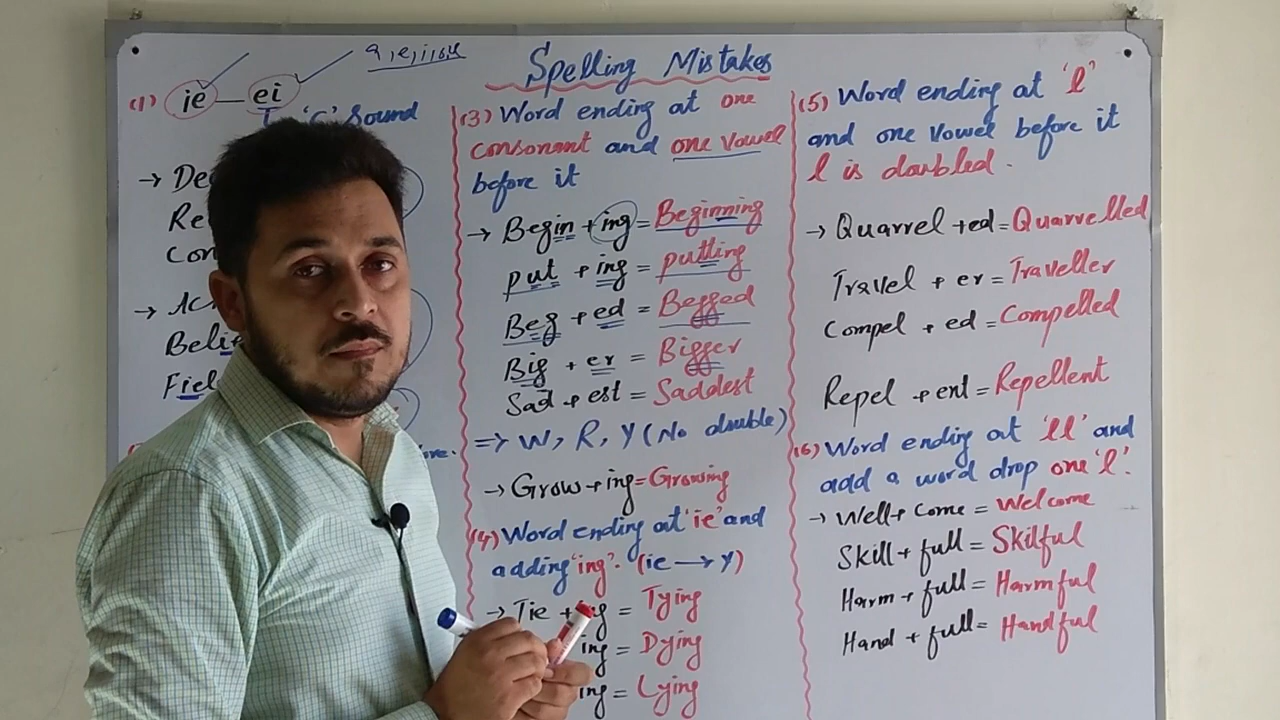 Spelling Mistakes
(1) ie — ei
'C' Sound
→
→
Fiel
(3) Word ending at one
consonant and one vowel
before it
→ Begin + ing = Beginning
put + ing = putting
Beg + ed = Begged
Big + er = Bigger
Sad + est = Saddest
=> W, R, Y (No double)
→ Grow + ing = Growing
(4) Word ending at 'ie' and
adding 'ing'. (ie → y)
→ Tie + ing = Tying
ing = Dying
ing = Lying
(5) Word ending at 'l'
and one vowel before it
l is doubled.
→ Quarrel + ed = Quarrelled
Travel + er = Traveller
Compel + ed = Compelled
Repel + ent = Repellent
(6) Word ending at 'll' and
add a word drop one 'l'.
→ Well + come = Welcome
Skill + full = Skilful
Harm + full = Harmful
Hand + full = Handful